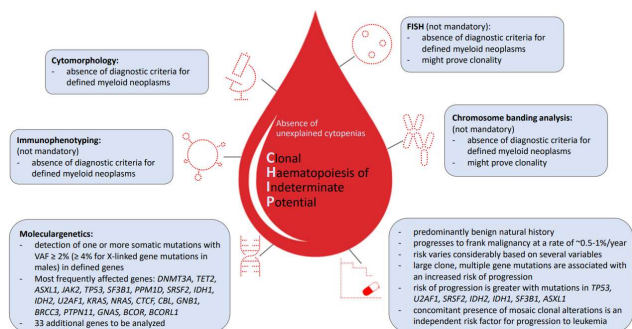 Cytomorphology:
- absence of diagnostic criteria for
defined myeloid neoplasms
FISH (not mandatory):
- absence of diagnostic criteria for
defined myeloid neoplasms
- might prove clonality
Immunophenotyping:
(not mandatory)
- absence of diagnostic criteria for
defined myeloid neoplasms
Absence of
unexplained cytopenias
Clonal
Haematopoiesis of
Indeterminate
Potential
Chromosome banding analysis:
(not mandatory)
- absence of diagnostic criteria for
defined myeloid neoplasms
- might prove clonality
Moleculargenetics:
- detection of one or more somatic mutations with
VAF ≥ 2% (≥ 4% for X-linked gene mutations in
males) in defined genes
- Most frequently affected genes: DNMT3A, TET2,
ASXL1, JAK2, TP53, SF3B1, PPM1D, SRSF2, IDH1,
IDH2, U2AF1, KRAS, NRAS, CTCF, CBL, GNB1,
BRCC3, PTPN11, GNAS, BCOR, BCORL1
- 33 additional genes to be analyzed
- predominantly benign natural history
- progresses to frank malignancy at a rate of ~0.5-1%/year
- risk varies considerably based on several variables
- large clone, multiple gene mutations are associated with
an increased risk of progression
- risk of progression is greater with mutations in TP53,
U2AF1, SRSF2, IDH2, IDH1, SF3B1, ASXL1
- concomitant presence of mosaic clonal alterations is an
independent risk factor for progression to leukemia